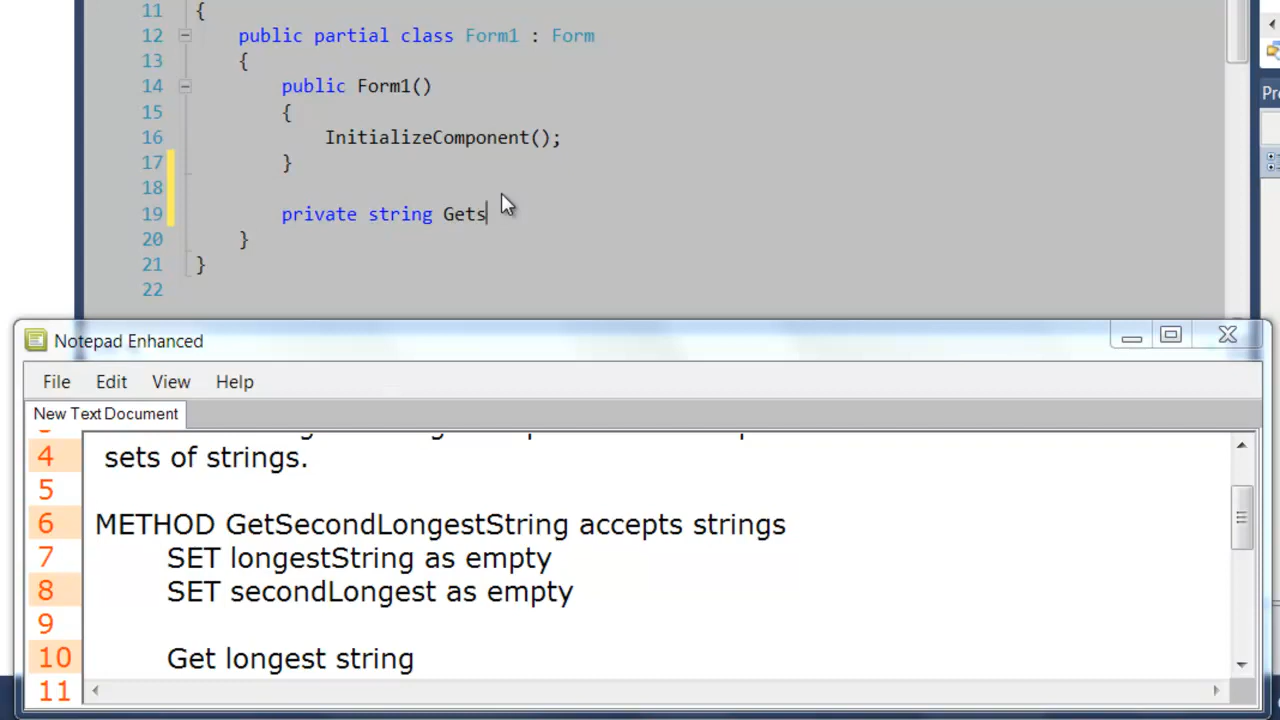 11 {
12 public partial class Form1 : Form
13 {
14 public Form1()
15 {
16 InitializeComponent();
17 }
18
19 private string Gets
20 }
21 }
22
Notepad Enhanced
File Edit View Help
New Text Document
4 sets of strings.
5
6 METHOD GetSecondLongestString accepts strings
7 SET longestString as empty
8 SET secondLongest as empty
9
10 Get longest string
11